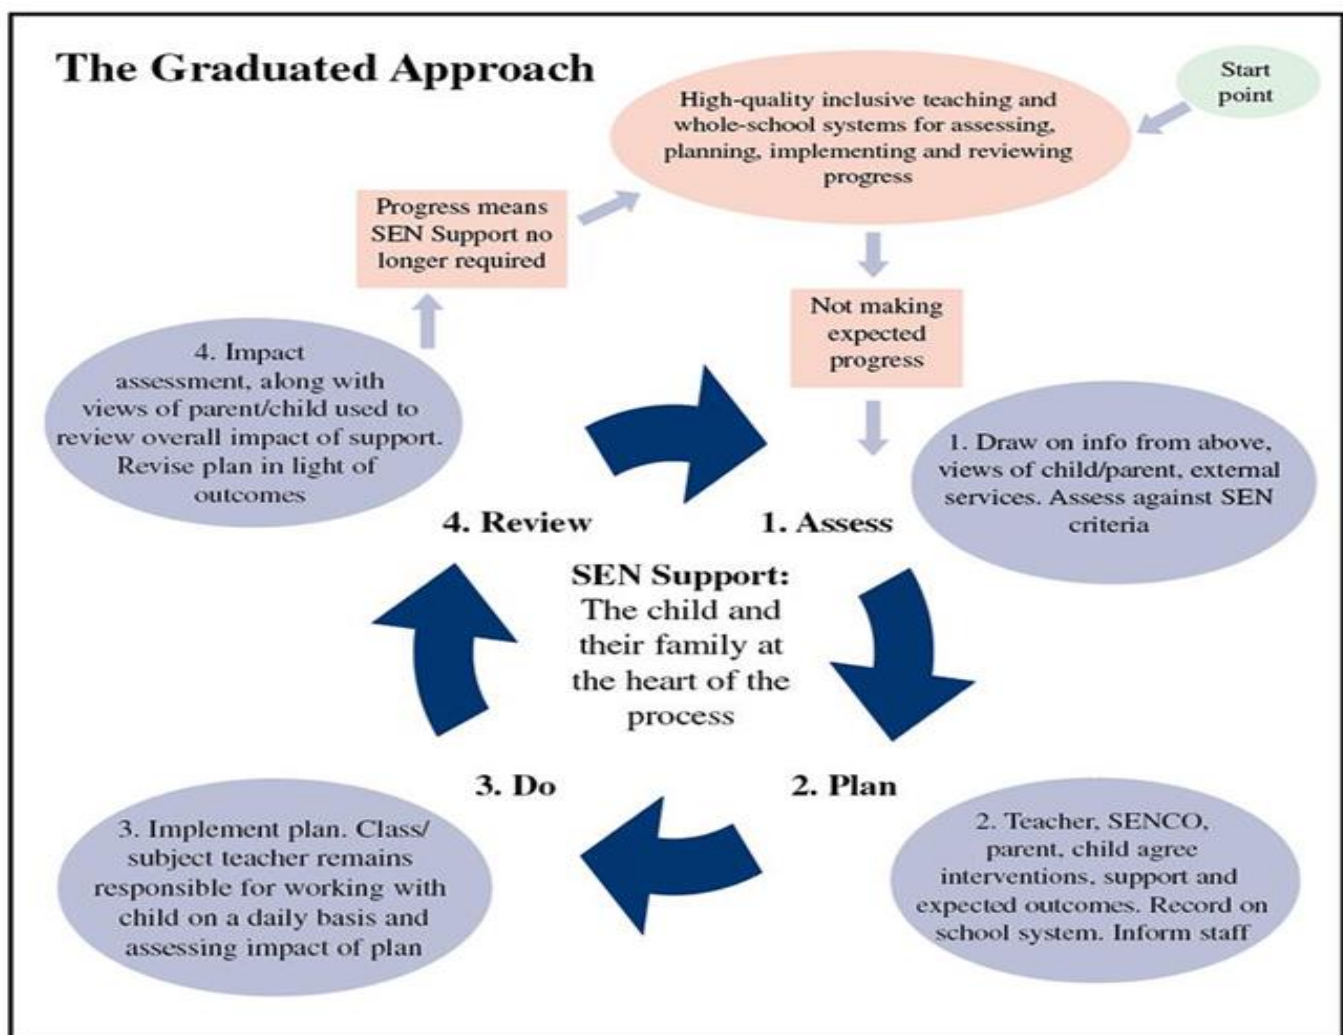 The Graduated Approach
Start
point
High-quality inclusive teaching and
whole-school systems for assessing,
planning, implementing and reviewing
progress
Progress means
SEN Support no
longer required
Not making
expected
progress
4. Impact
assessment, along with
views of parent/child used to
review overall impact of support.
Revise plan in light of
outcomes
1. Draw on info from above,
views of child/parent, external
services. Assess against SEN
criteria
4. Review
1. Assess
SEN Support:
The child and
their family at
the heart of the
process
3. Do
2. Plan
3. Implement plan. Class/
subject teacher remains
responsible for working with
child on a daily basis and
assessing impact of plan
2. Teacher, SENCO,
parent, child agree
interventions, support and
expected outcomes. Record on
school system. Inform staff